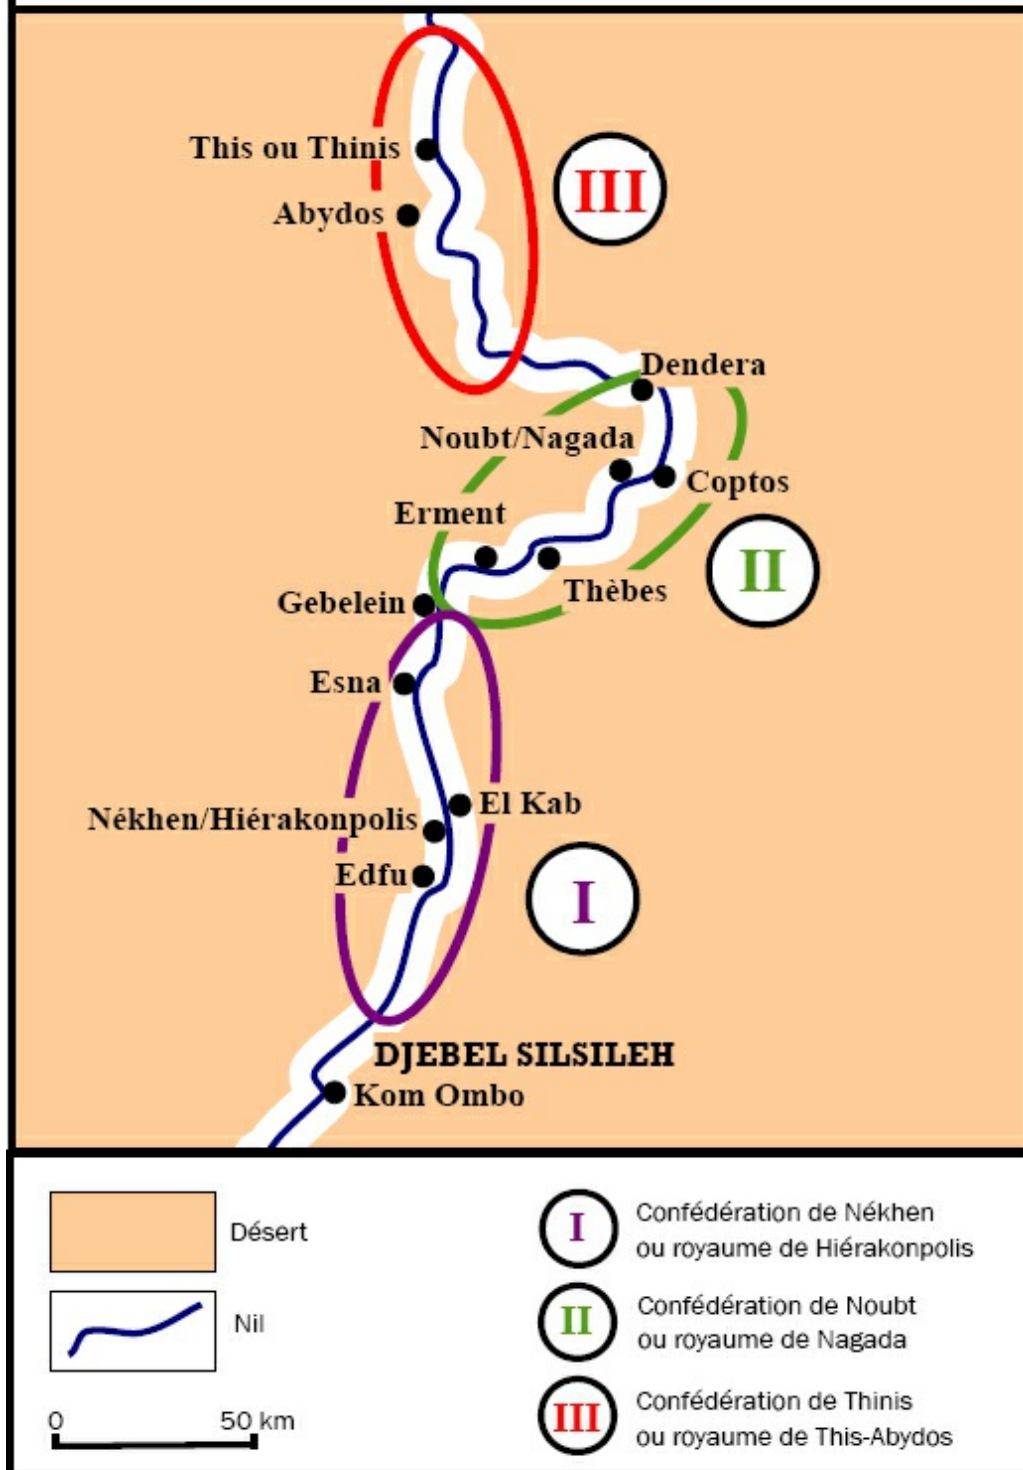 This ou Thinis
III
Abydos
Dendera
Noubt/Nagada
Coptos
Erment
II
Thèbes
Gebelein
Esna
El Kab
Nékhen/Hiérakonpolis
Edfu
I
DJEBEL SILSILEH
Kom Ombo
Désert
Nil
0 50 km
I
Confédération de Nékhen
ou royaume de Hiérakonpolis
II
Confédération de Noubt
ou royaume de Nagada
III
Confédération de Thinis
ou royaume de This-Abydos